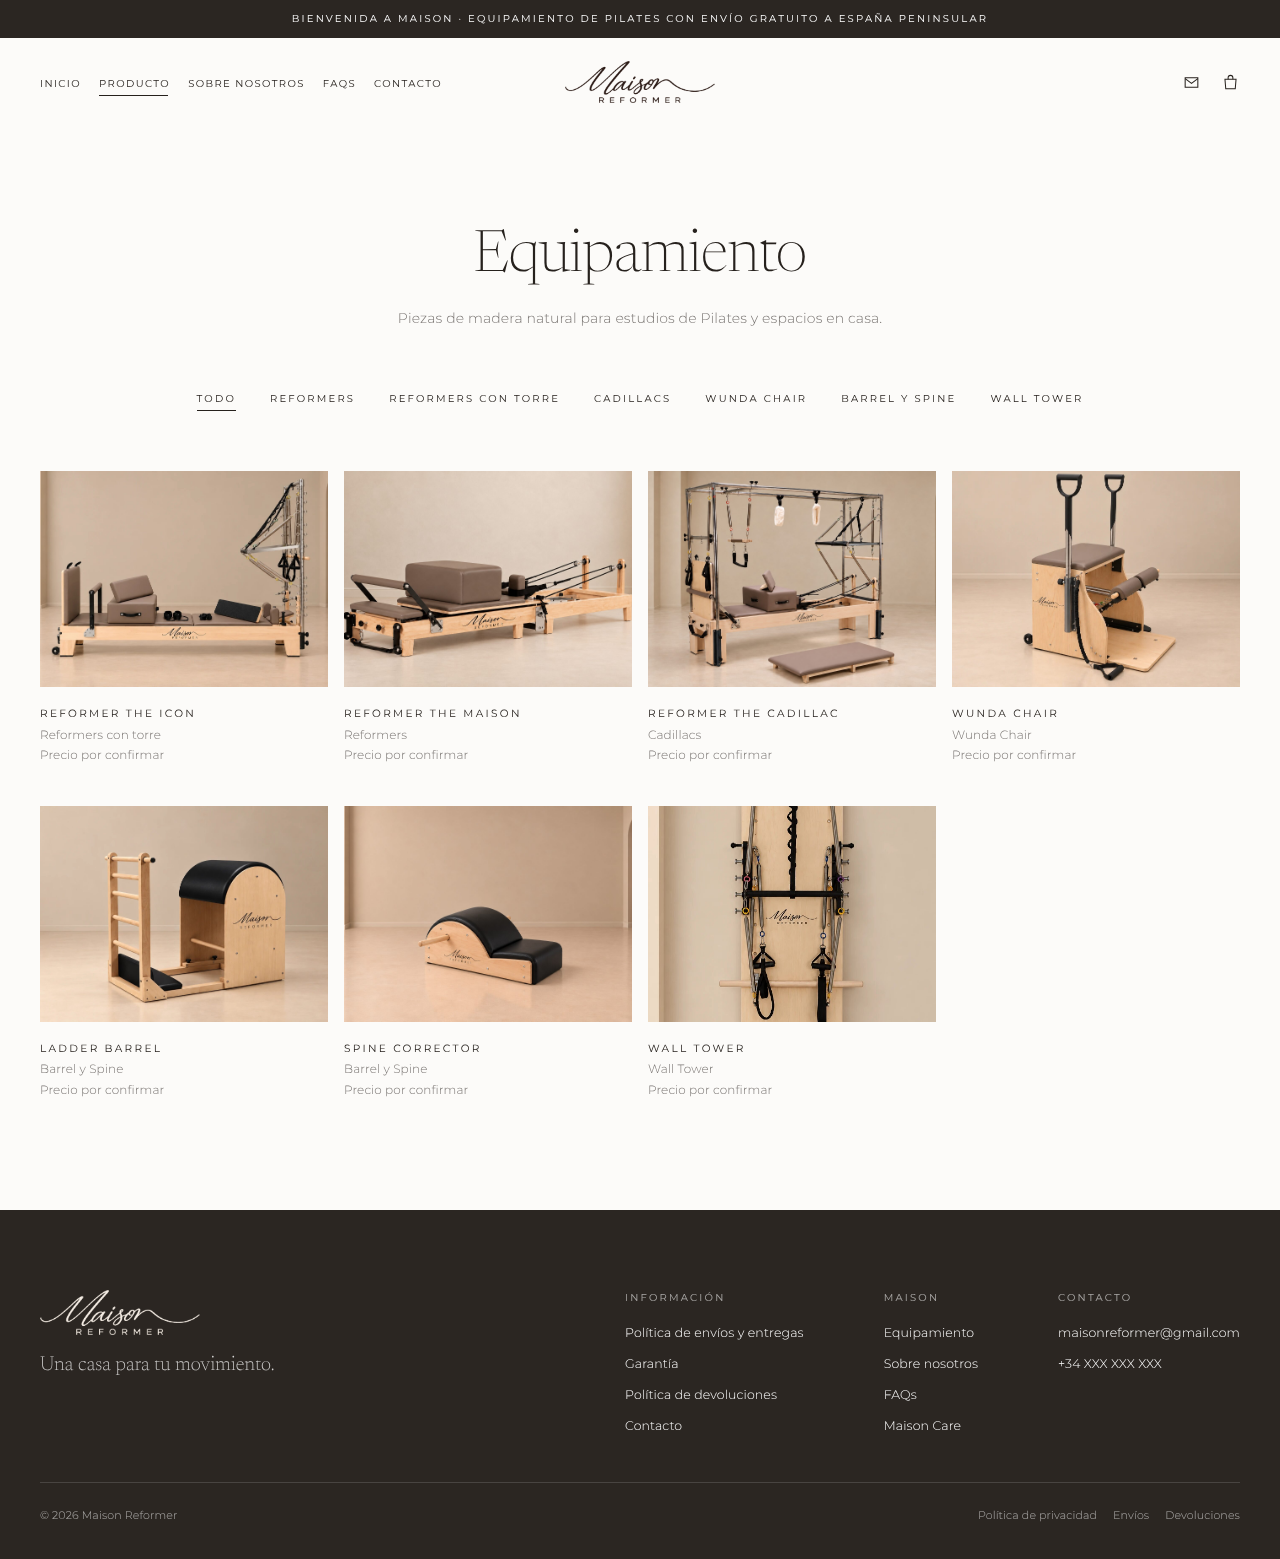 BIENVENIDA A MAISON · EQUIPAMIENTO DE PILATES CON ENVÍO GRATUITO A ESPAÑA PENINSULAR
INICIO PRODUCTO SOBRE NOSOTROS FAQS CONTACTO
Maison
REFORMER
Equipamiento
Piezas de madera natural para estudios de Pilates y espacios en casa.
TODO REFORMERS REFORMERS CON TORRE CADILLACS WUNDA CHAIR BARREL Y SPINE WALL TOWER
Maison
Maison
Maison
Maison
REFORMER THE ICON
Reformers con torre
Precio por confirmar
REFORMER THE MAISON
Reformers
Precio por confirmar
REFORMER THE CADILLAC
Cadillacs
Precio por confirmar
WUNDA CHAIR
Wunda Chair
Precio por confirmar
Maison
Maison
Maison
LADDER BARREL
Barrel y Spine
Precio por confirmar
SPINE CORRECTOR
Barrel y Spine
Precio por confirmar
WALL TOWER
Wall Tower
Precio por confirmar
Maison
REFORMER
Una casa para tu movimiento.
INFORMACIÓN
Política de envíos y entregas
Garantía
Política de devoluciones
Contacto
MAISON
Equipamiento
Sobre nosotros
FAQs
Maison Care
CONTACTO
maisonreformer@gmail.com
+34 XXX XXX XXX
© 2026 Maison Reformer
Política de privacidad Envíos Devoluciones